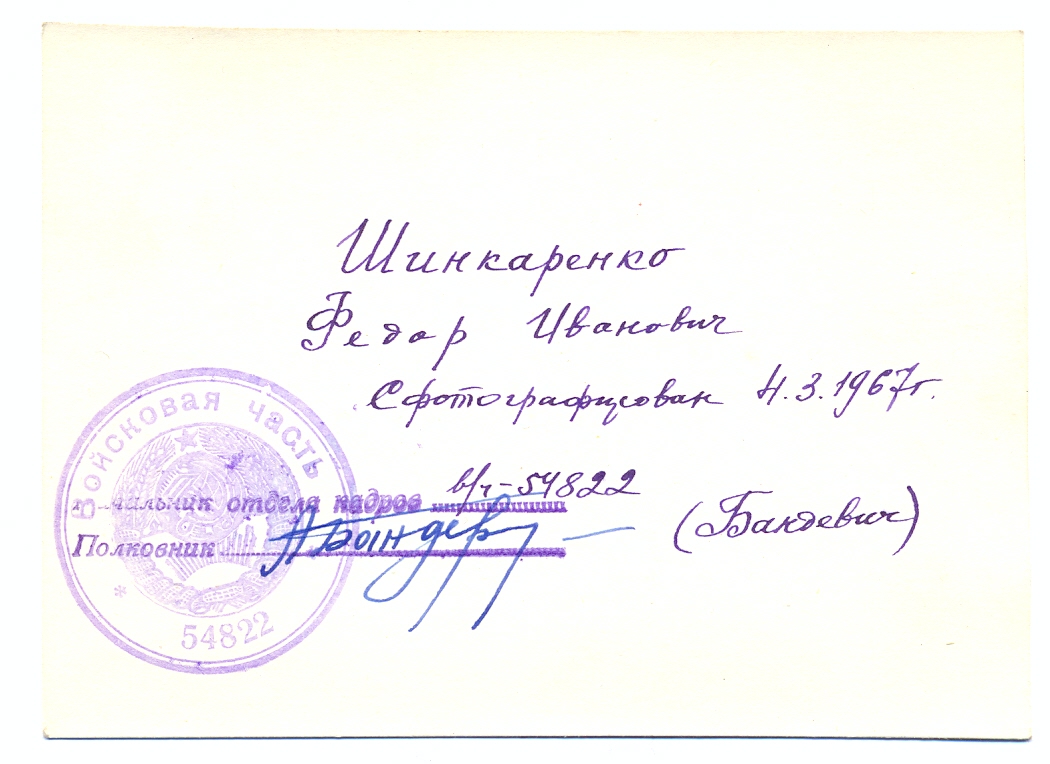 Шинкаренко
Федор Иванович
Сфотографирован 4.3.1967г.
Войсковая часть
Начальник отдела кадров в/ч-54822
Полковник
(Бандевич)
* 54822